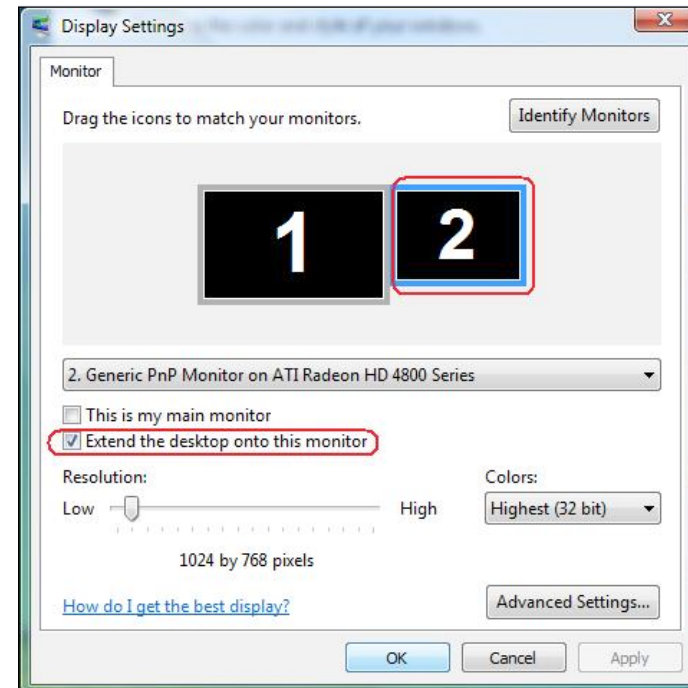 Display Settings
Monitor
Drag the icons to match your monitors.
Identify Monitors
1
2
2. Generic PnP Monitor on ATI Radeon HD 4800 Series
This is my main monitor
Extend the desktop onto this monitor
Resolution:
Colors:
Low
High
Highest (32 bit)
1024 by 768 pixels
How do I get the best display?
Advanced Settings...
OK
Cancel
Apply